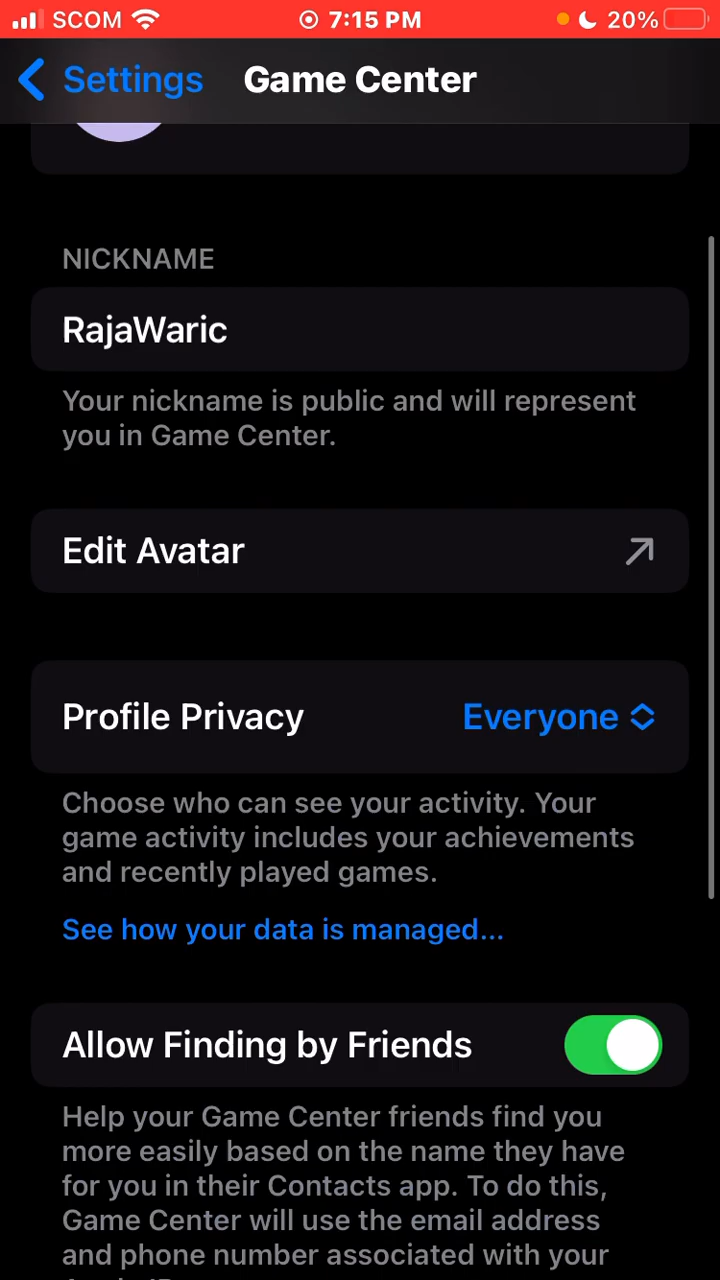 SCOM 7:15 PM 20%
Settings Game Center
NICKNAME
RajaWaric
Your nickname is public and will represent
you in Game Center.
Edit Avatar
Profile Privacy Everyone
Choose who can see your activity. Your
game activity includes your achievements
and recently played games.
See how your data is managed...
Allow Finding by Friends
Help your Game Center friends find you
more easily based on the name they have
for you in their Contacts app. To do this,
Game Center will use the email address
and phone number associated with your